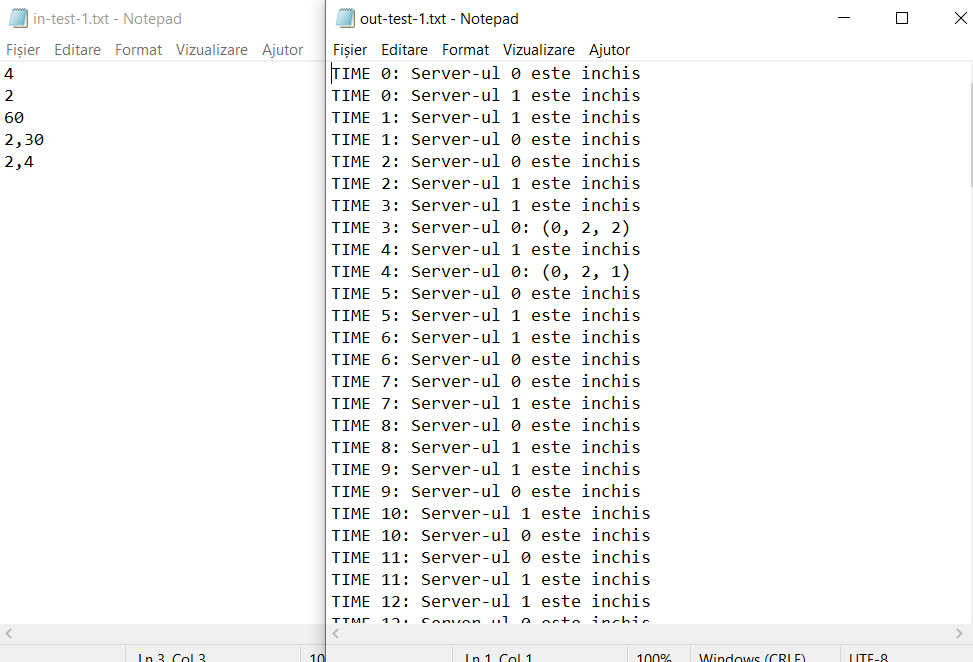 in-test-1.txt - Notepad
Fișier Editare Format Vizualizare Ajutor
4
2
60
2,30
2,4
Ln 3, Col 3
10
out-test-1.txt - Notepad
Fișier Editare Format Vizualizare Ajutor
TIME 0: Server-ul 0 este inchis
TIME 0: Server-ul 1 este inchis
TIME 1: Server-ul 1 este inchis
TIME 1: Server-ul 0 este inchis
TIME 2: Server-ul 0 este inchis
TIME 2: Server-ul 1 este inchis
TIME 3: Server-ul 1 este inchis
TIME 3: Server-ul 0: (0, 2, 2)
TIME 4: Server-ul 1 este inchis
TIME 4: Server-ul 0: (0, 2, 1)
TIME 5: Server-ul 0 este inchis
TIME 5: Server-ul 1 este inchis
TIME 6: Server-ul 1 este inchis
TIME 6: Server-ul 0 este inchis
TIME 7: Server-ul 0 este inchis
TIME 7: Server-ul 1 este inchis
TIME 8: Server-ul 0 este inchis
TIME 8: Server-ul 1 este inchis
TIME 9: Server-ul 1 este inchis
TIME 9: Server-ul 0 este inchis
TIME 10: Server-ul 1 este inchis
TIME 10: Server-ul 0 este inchis
TIME 11: Server-ul 0 este inchis
TIME 11: Server-ul 1 este inchis
TIME 12: Server-ul 1 este inchis
TIME 12: Server-ul 0 este inchis
Ln 1, Col 1
100%
Windows (CRLF)
UTF-8